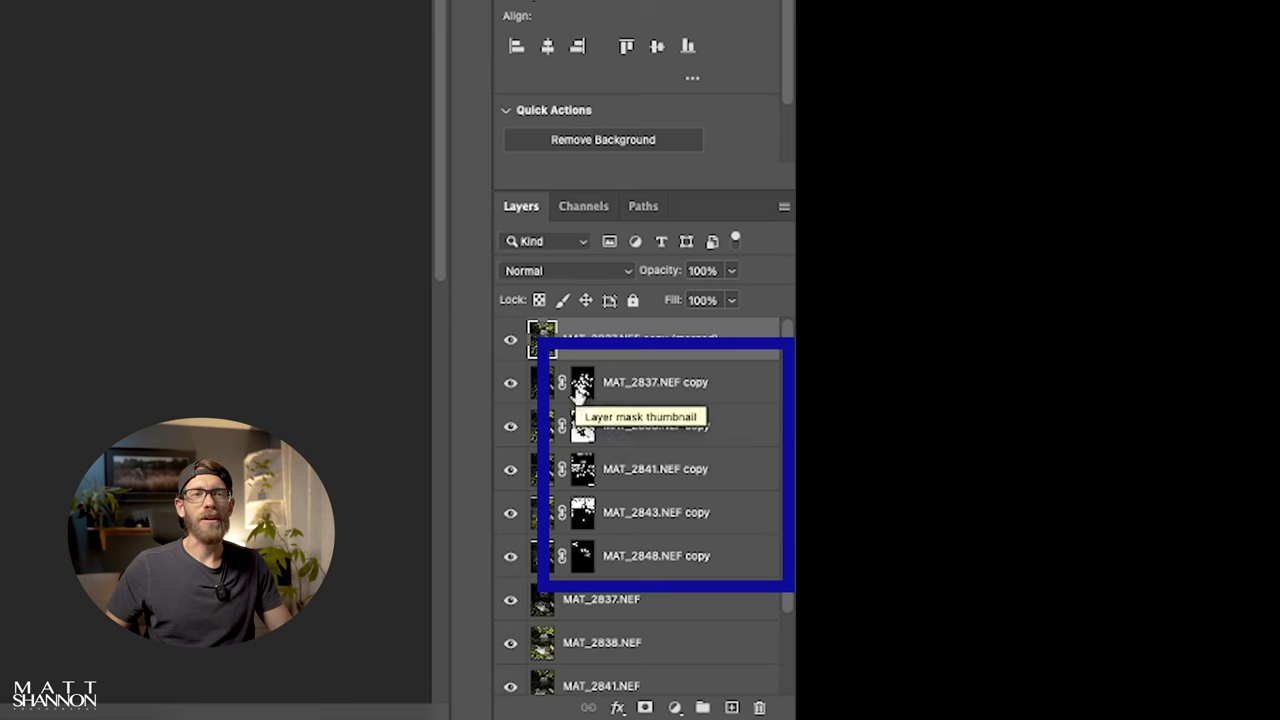 Align:
Quick Actions
Remove Background
Layers Channels Paths
Kind
Normal Opacity: 100%
Lock: Fill: 100%
MAT_2837.NEF copy
Layer mask thumbnail
MAT_2841.NEF copy
MAT_2843.NEF copy
MAT_2848.NEF copy
MAT_2837.NEF
MAT_2838.NEF
MAT_2841.NEF
MATT
SHANNON